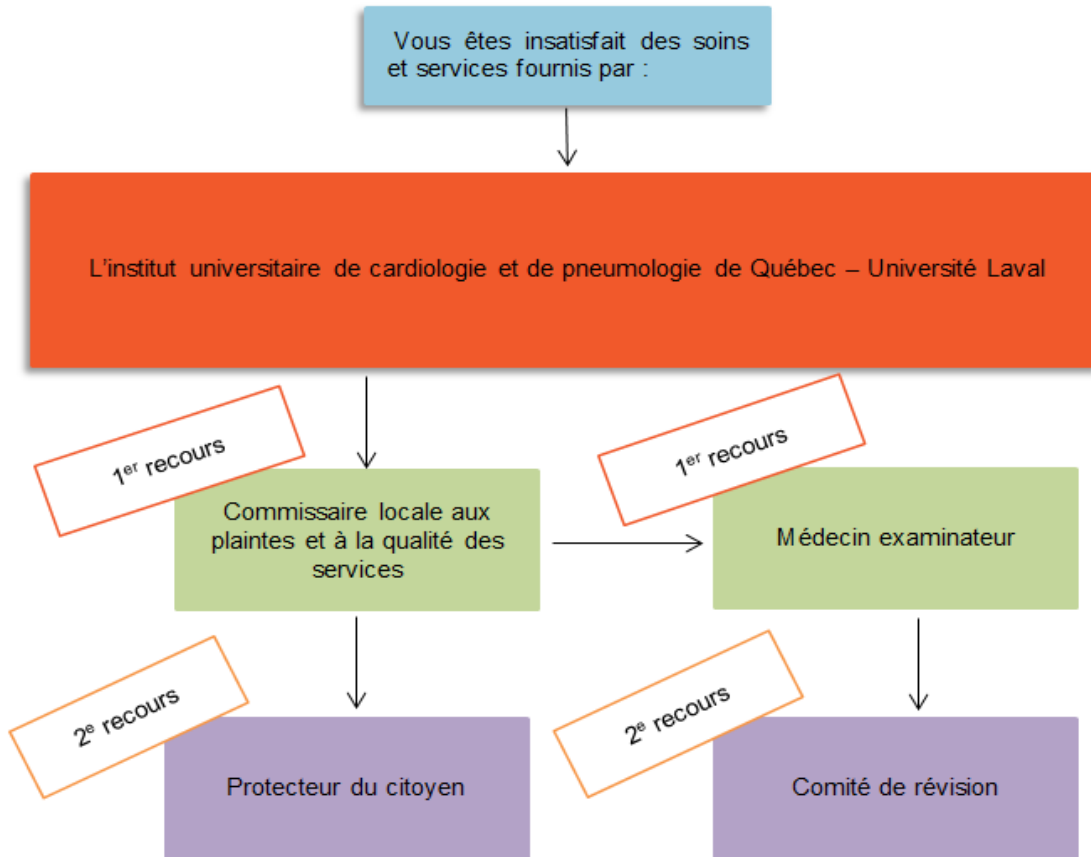 Vous êtes insatisfait des soins
et services fournis par :
L'institut universitaire de cardiologie et de pneumologie de Québec – Université Laval
1er recours
1er recours
Commissaire locale aux
plaintes et à la qualité des
services
Médecin examinateur
2e recours
2e recours
Protecteur du citoyen
Comité de révision